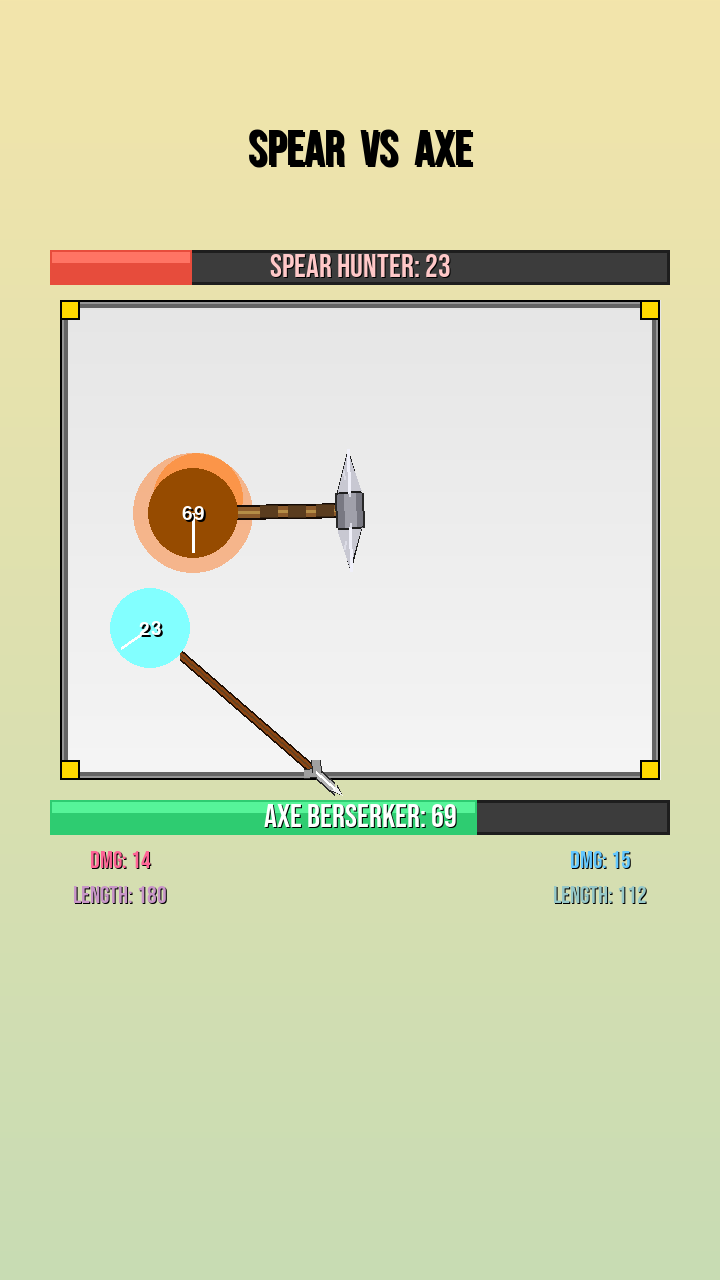 SPEAR VS AXE
SPEAR HUNTER: 23
69
23
AXE BERSERKER: 69
DMG: 14
DMG: 15
LENGTH: 180
LENGTH: 112